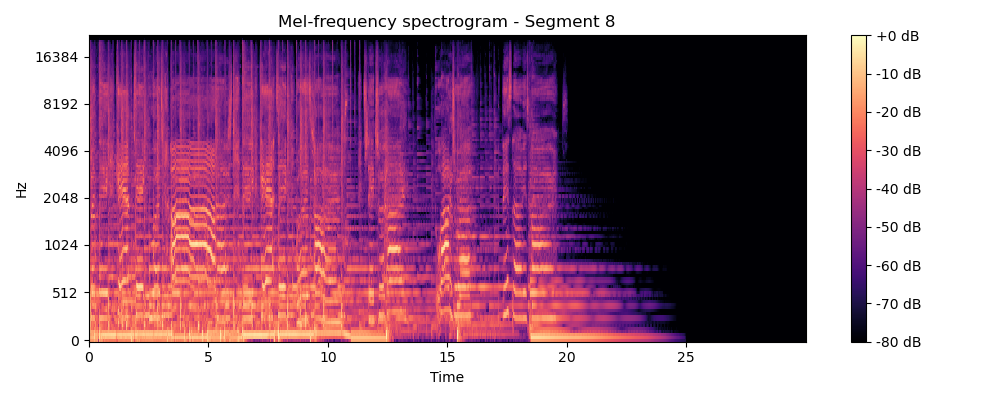 Mel-frequency spectrogram - Segment 8
Hz
16384
8192
4096
2048
1024
512
0
0 5 10 15 20 25
Time
+0 dB
-10 dB
-20 dB
-30 dB
-40 dB
-50 dB
-60 dB
-70 dB
-80 dB